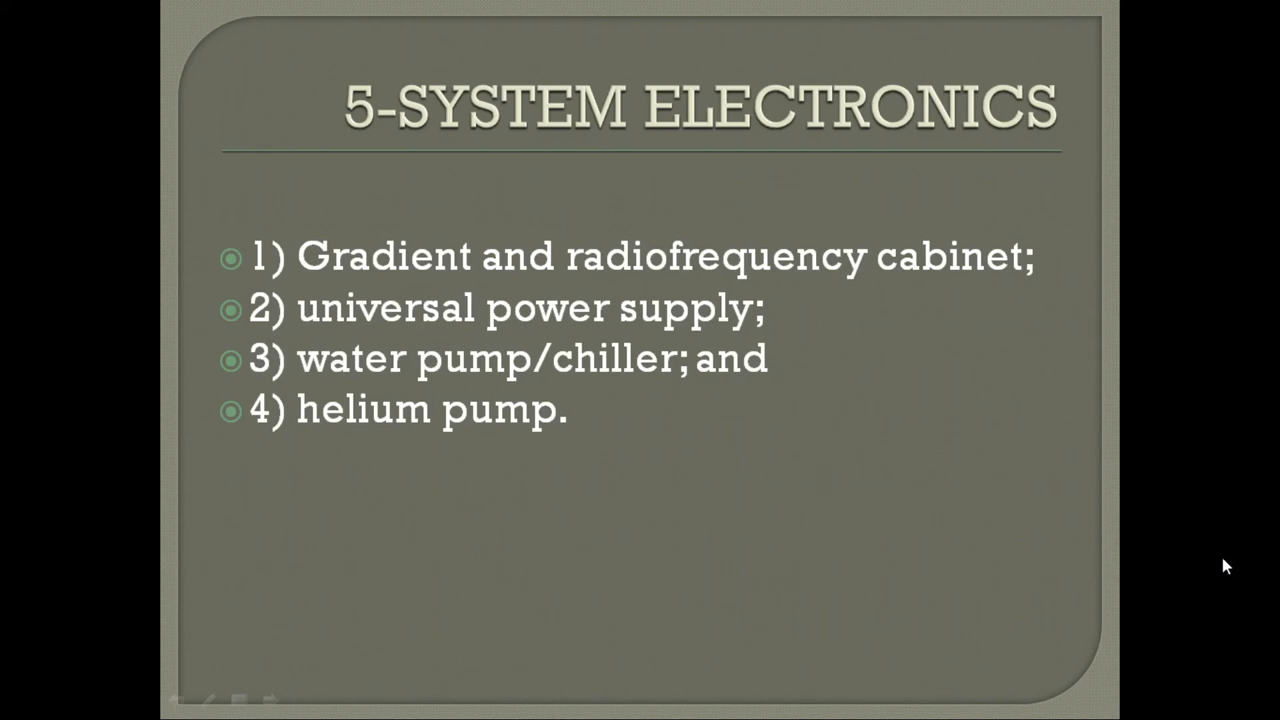 5-SYSTEM ELECTRONICS
1) Gradient and radiofrequency cabinet;
2) universal power supply;
3) water pump/chiller; and
4) helium pump.